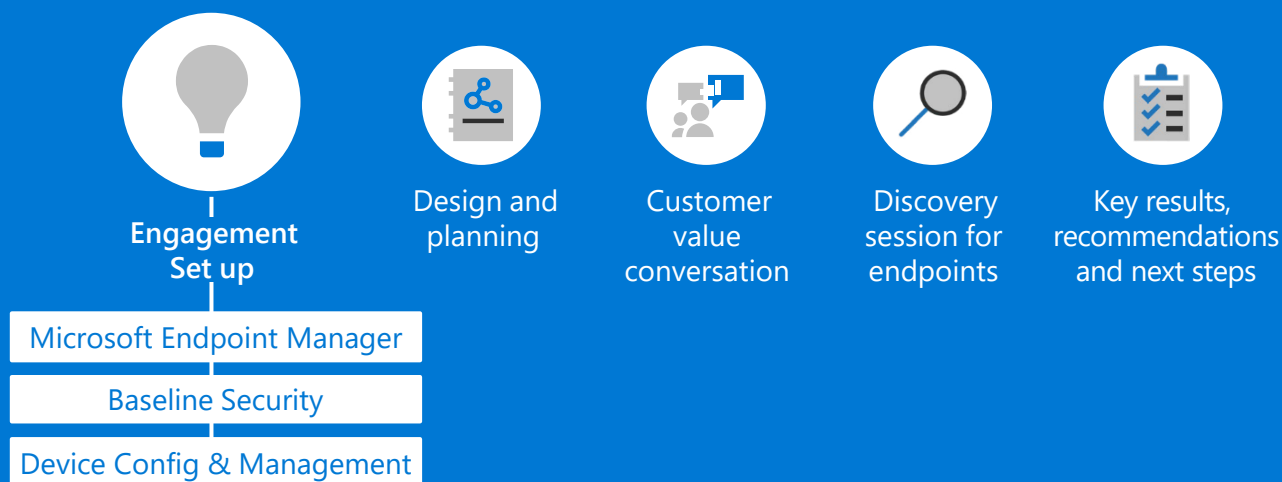 Engagement
Set up
Microsoft Endpoint Manager
Baseline Security
Device Config & Management
Design and
planning
Customer
value
conversation
Discovery
session for
endpoints
Key results,
recommendations
and next steps